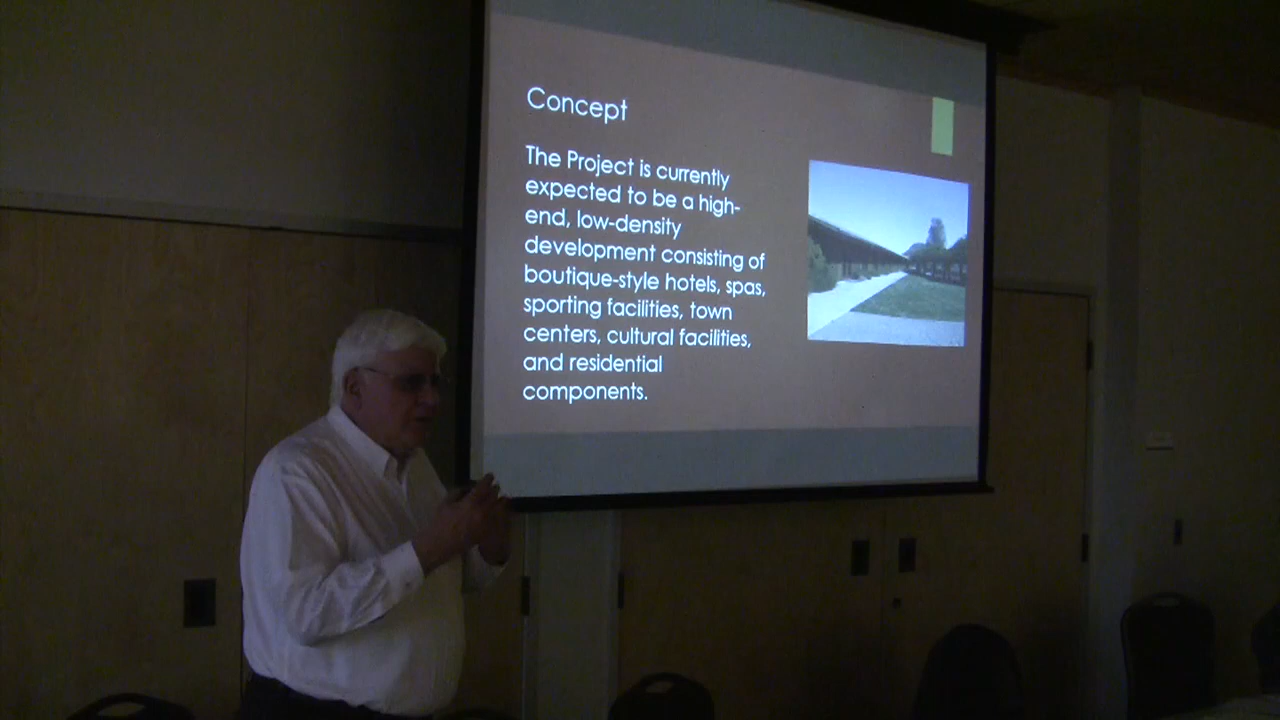 Concept
The Project is currently
expected to be a high-
end, low-density
development consisting of
boutique-style hotels, spas,
sporting facilities, town
centers, cultural facilities,
and residential
components.